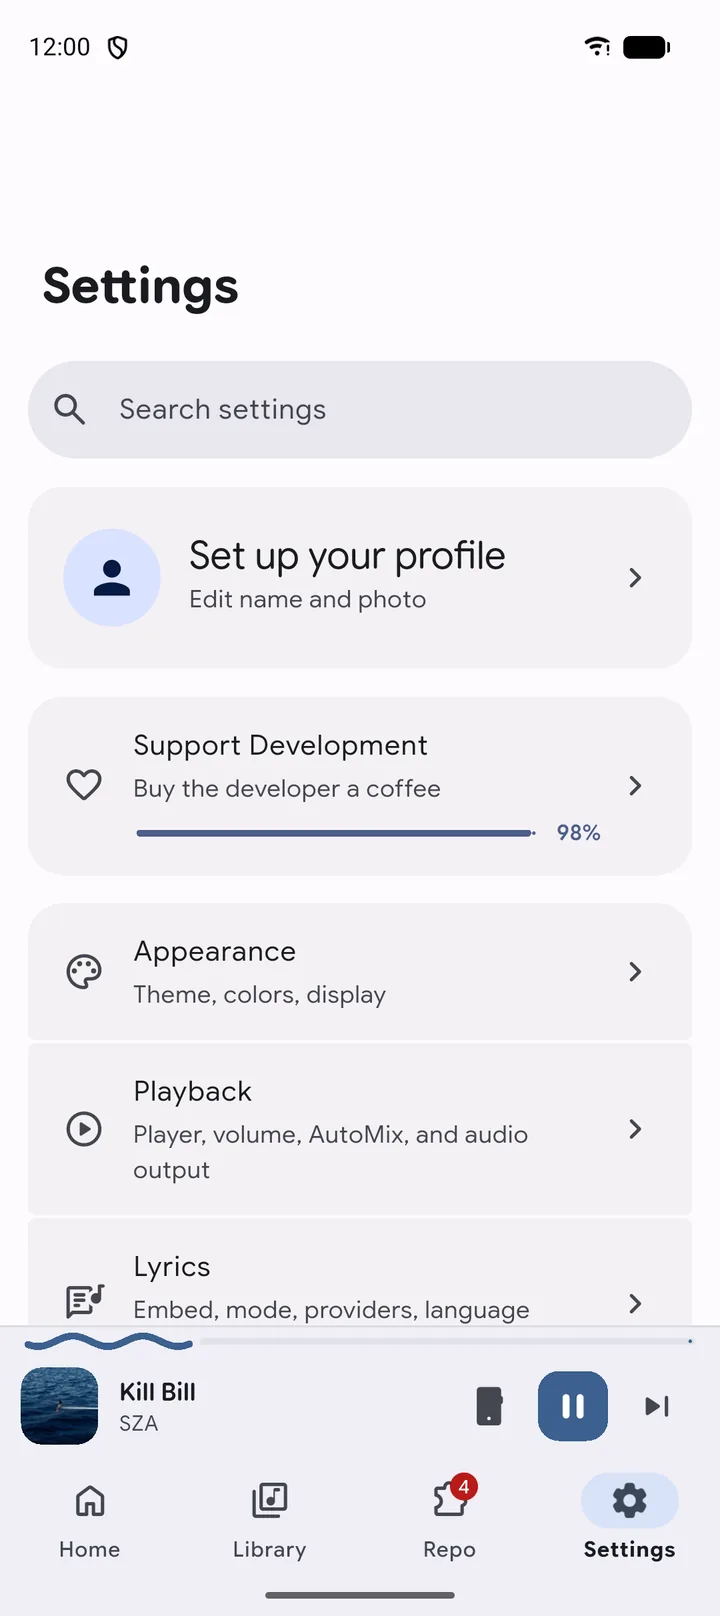 12:00
Settings
Search settings
Set up your profile
Edit name and photo
Support Development
Buy the developer a coffee
98%
Appearance
Theme, colors, display
Playback
Player, volume, AutoMix, and audio
output
Lyrics
Embed, mode, providers, language
Kill Bill
SZA
4
Home
Library
Repo
Settings